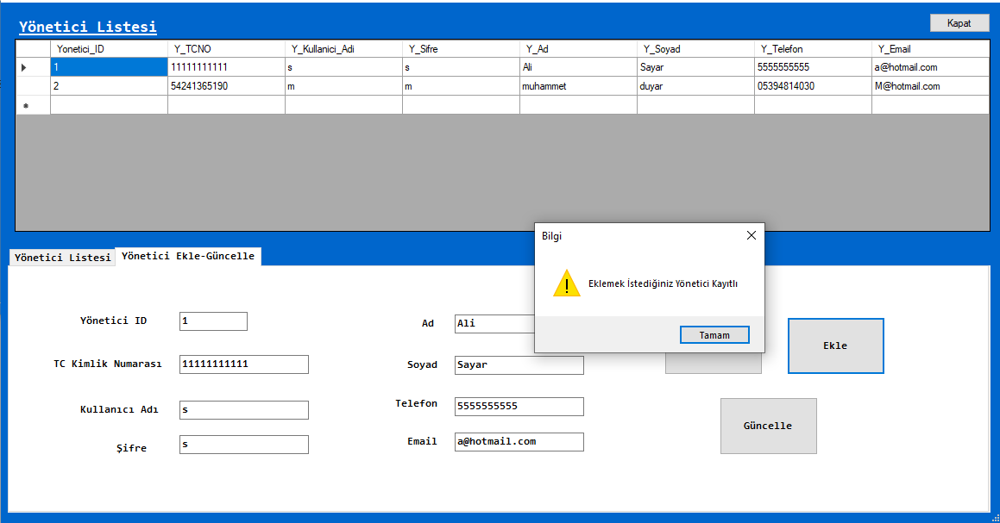 Yönetici Listesi
Kapat
Yonetici_ID Y_TCNO Y_Kullanici_Adi Y_Sifre Y_Ad Y_Soyad Y_Telefon Y_Email
1 11111111111 s s Ali Sayar 5555555555 a@hotmail.com
2 54241365190 m m muhammet duyar 05394814030 M@hotmail.com
Yönetici Listesi Yönetici Ekle-Güncelle
Bilgi
Eklemek İstediğiniz Yönetici Kayıtlı
Tamam
Yönetici ID 1
TC Kimlik Numarası 11111111111
Kullanıcı Adı s
Şifre s
Ad Ali
Soyad Sayar
Telefon 5555555555
Email a@hotmail.com
Ekle
Güncelle